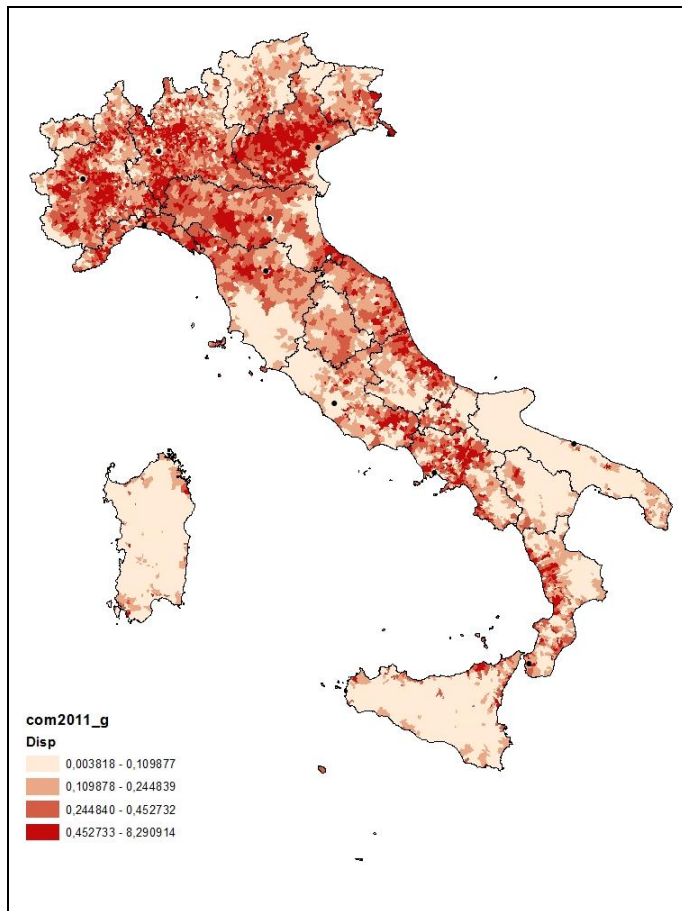 com2011_g
Disp
0,003818 - 0,109877
0,109878 - 0,244839
0,244840 - 0,452732
0,452733 - 8,290914